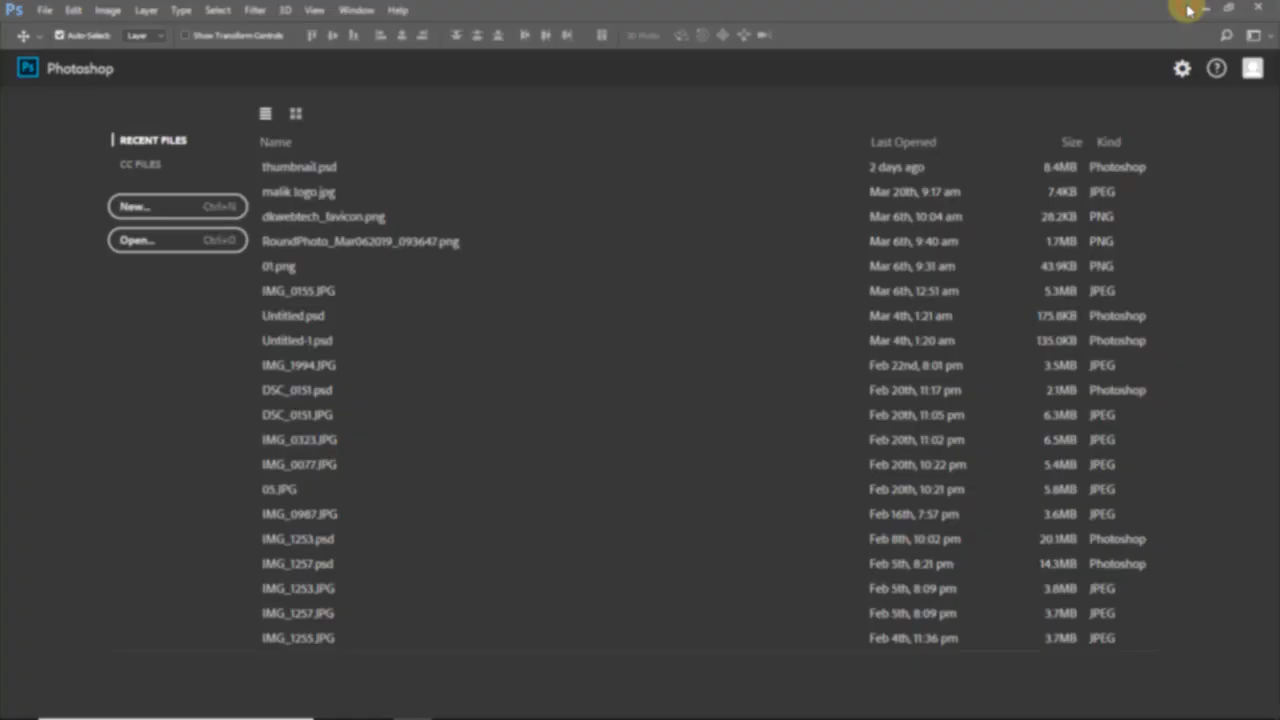 Ps File Edit Image Layer Type Select Filter 3D View Window Help
Auto-Select: Layer Show Transform Controls
Ps Photoshop
RECENT FILES
CC FILES
New... Ctrl+N
Open... Ctrl+O
Name Last Opened Size Kind
thumbnail.psd 2 days ago 8.4MB Photoshop
malik logo.jpg Mar 20th, 9:17 am 7.4KB JPEG
dkwebtech_favicon.png Mar 6th, 10:04 am 28.2KB PNG
RoundPhoto_Mar062019_093647.png Mar 6th, 9:40 am 1.7MB PNG
01.png Mar 6th, 9:31 am 43.9KB PNG
IMG_0155.JPG Mar 6th, 12:51 am 5.3MB JPEG
Untitled.psd Mar 4th, 1:21 am 175.8KB Photoshop
Untitled-1.psd Mar 4th, 1:20 am 135.0KB Photoshop
IMG_1994.JPG Feb 22nd, 8:01 pm 3.5MB JPEG
DSC_0151.psd Feb 20th, 11:17 pm 2.1MB Photoshop
DSC_0151.JPG Feb 20th, 11:05 pm 6.3MB JPEG
IMG_0323.JPG Feb 20th, 11:02 pm 6.5MB JPEG
IMG_0077.JPG Feb 20th, 10:22 pm 5.4MB JPEG
05.JPG Feb 20th, 10:21 pm 5.8MB JPEG
IMG_0987.JPG Feb 16th, 7:57 pm 3.6MB JPEG
IMG_1253.psd Feb 8th, 10:02 pm 20.1MB Photoshop
IMG_1257.psd Feb 5th, 8:21 pm 14.3MB Photoshop
IMG_1253.JPG Feb 5th, 8:09 pm 3.8MB JPEG
IMG_1257.JPG Feb 5th, 8:09 pm 3.7MB JPEG
IMG_1255.JPG Feb 4th, 11:36 pm 3.7MB JPEG